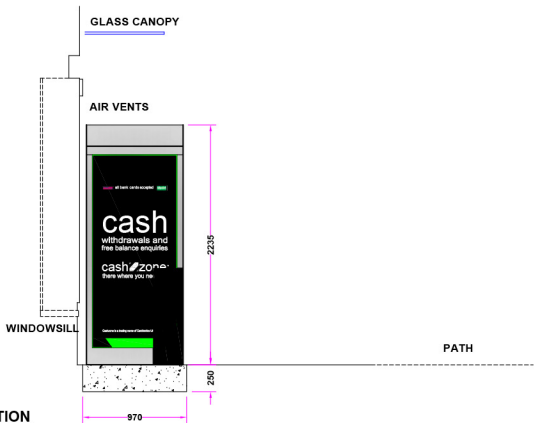 GLASS CANOPY
AIR VENTS
all bank cards accepted
cash
withdrawals and
free balance enquiries
cash zone
there where you ne
2235
WINDOWSILL
PATH
250
970
TION